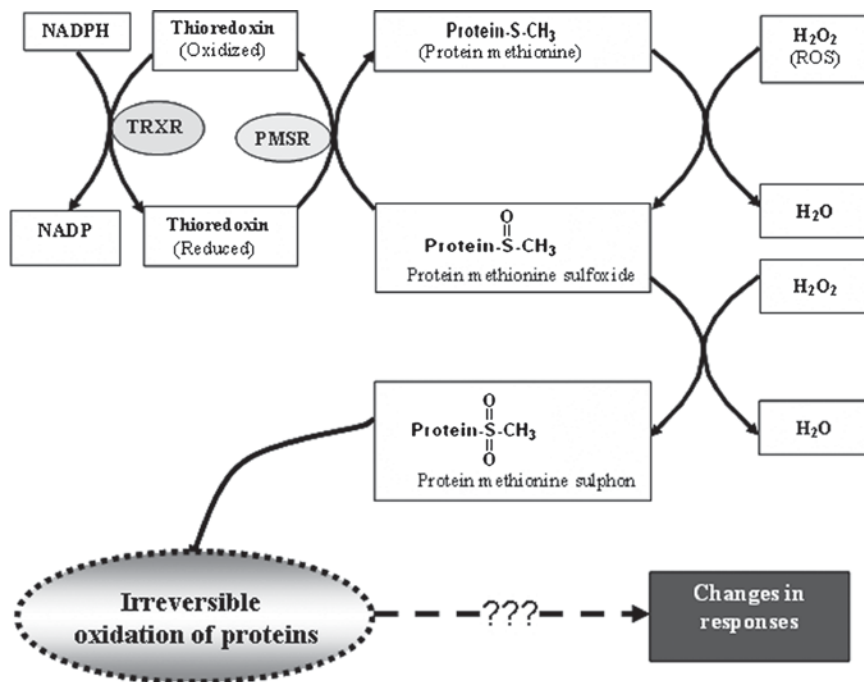 NADPH
Thioredoxin
(Oxidized)
Protein-S-CH₃
(Protein methionine)
H₂O₂
(ROS)
TRXR
PMSR
NADP
Thioredoxin
(Reduced)
O
Protein-S-CH₃
Protein methionine sulfoxide
H₂O
H₂O₂
O
Protein-S-CH₃
O
Protein methionine sulphon
H₂O
Irreversible
oxidation of proteins
???
Changes in
responses